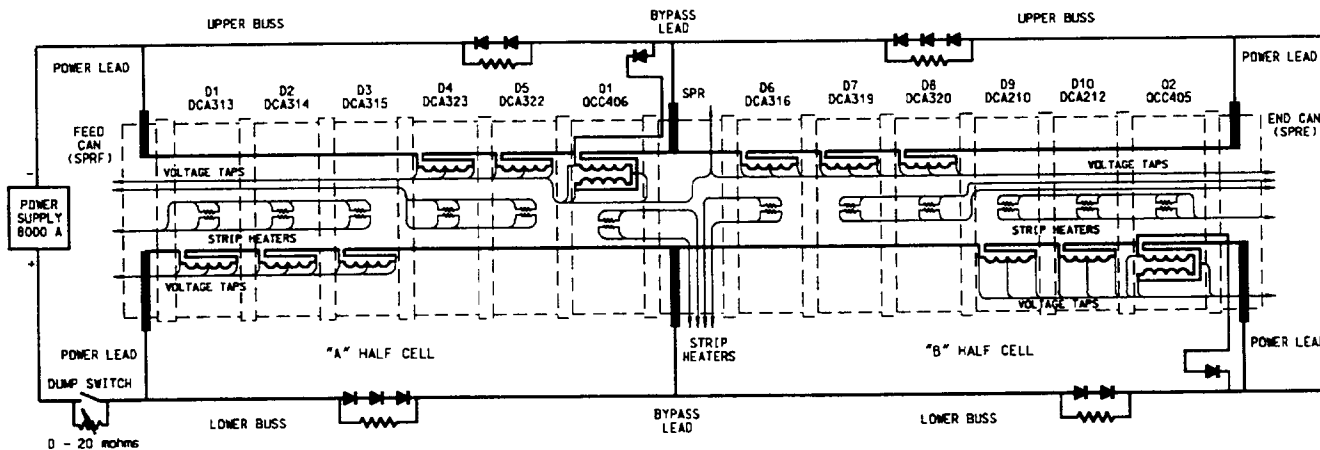 UPPER BUSS
BYPASS
LEAD
UPPER BUSS
POWER LEAD
POWER LEAD
D1
DCA313
D2
DCA314
D3
DCA315
D4
DCA323
D5
DCA322
Q1
QCC406
SPR
D6
DCA316
D7
DCA319
D8
DCA320
D9
DCA210
D10
DCA212
Q2
QCC405
FEED
CAN
(SPRF)
END CAN
(SPRE)
VOLTAGE TAPS
VOLTAGE TAPS
-
POWER
SUPPLY
8000 A
+
STRIP HEATERS
STRIP HEATERS
VOLTAGE TAPS
VOLTAGE TAPS
POWER LEAD
"A" HALF CELL
STRIP
HEATERS
"B" HALF CELL
POWER LEAD
DUMP SWITCH
LOWER BUSS
BYPASS
LEAD
LOWER BUSS
0 - 20 mohms